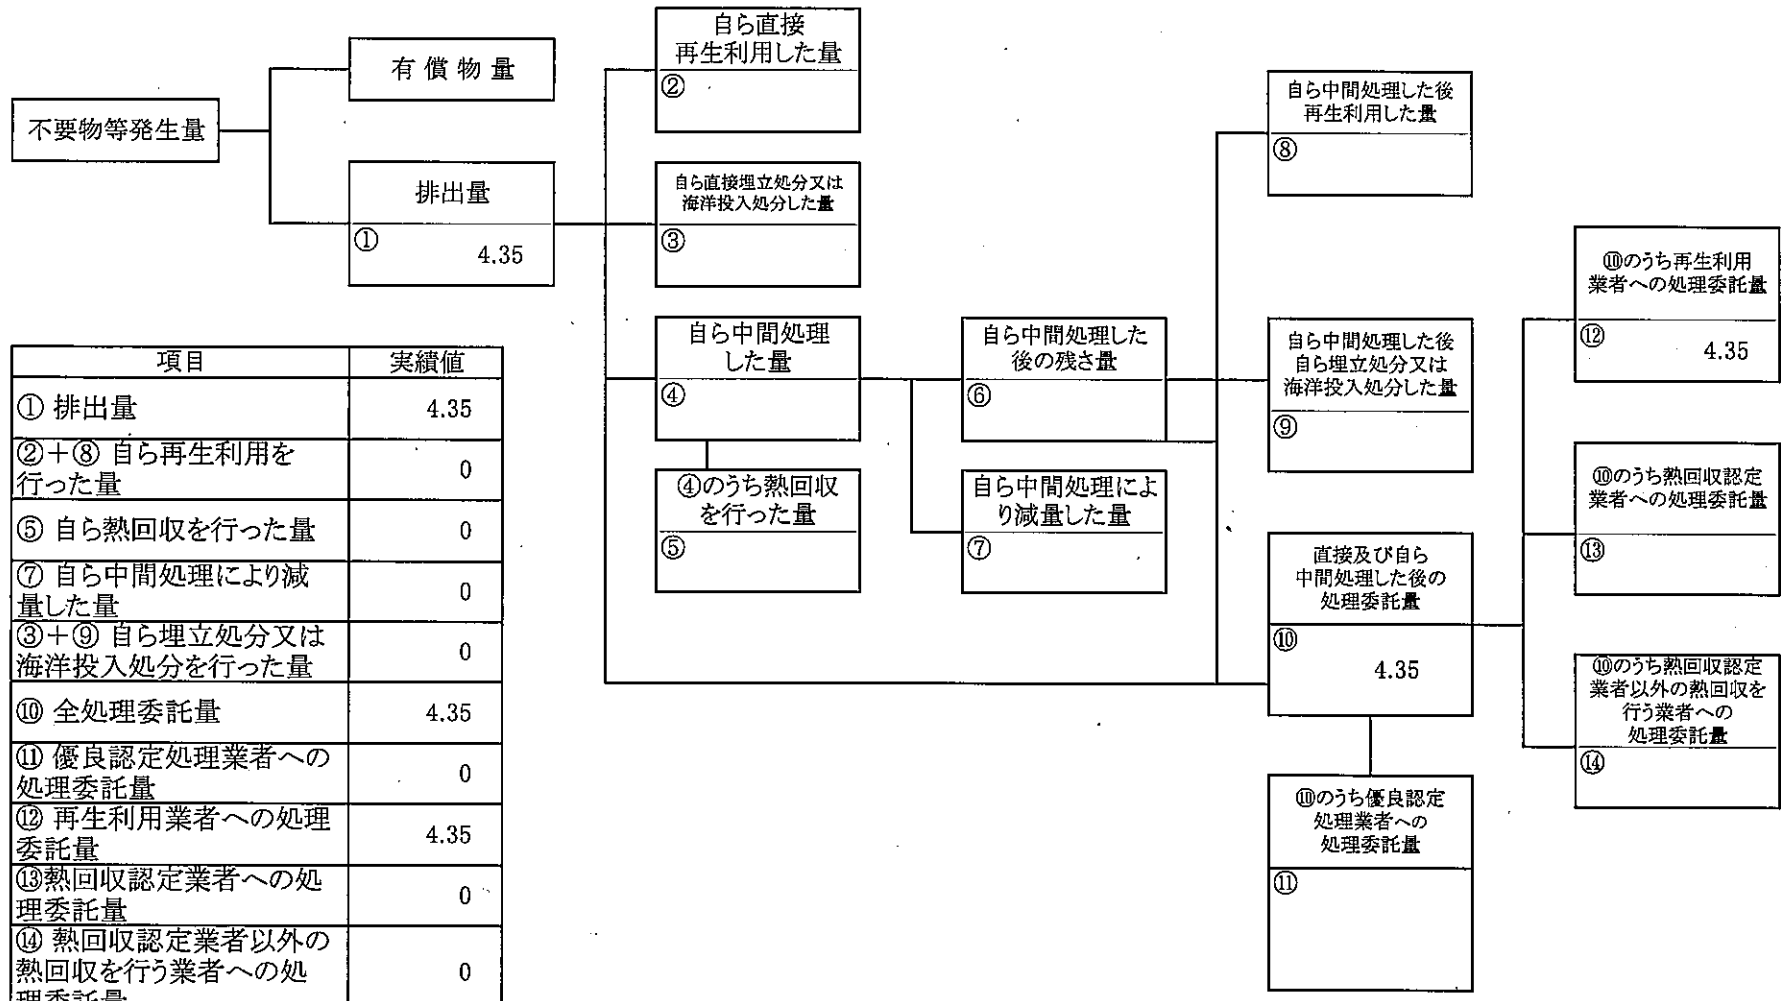 不要物等発生量
有償物量
排出量
①
4.35
自ら直接
再生利用した量
②
自ら直接埋立処分又は
海洋投入処分した量
③
自ら中間処理
した量
④
④のうち熱回収
を行った量
⑤
自ら中間処理した
後の残さ量
⑥
自ら中間処理によ
り減量した量
⑦
自ら中間処理した後
再生利用した量
⑧
自ら中間処理した後
自ら埋立処分又は
海洋投入処分した量
⑨
直接及び自ら
中間処理した後の
処理委託量
⑩
4.35
⑩のうち優良認定
処理業者への
処理委託量
⑪
⑩のうち再生利用
業者への処理委託量
⑫
4.35
⑩のうち熱回収認定
業者への処理委託量
⑬
⑩のうち熱回収認定
業者以外の熱回収を
行う業者への
処理委託量
⑭
項目 実績値
① 排出量 4.35
②+⑧ 自ら再生利用を
行った量 0
⑤ 自ら熱回収を行った量 0
⑦ 自ら中間処理により減
量した量 0
③+⑨ 自ら埋立処分又は
海洋投入処分を行った量 0
⑩ 全処理委託量 4.35
⑪ 優良認定処理業者への
処理委託量 0
⑫ 再生利用業者への処理
委託量 4.35
⑬熱回収認定業者への処
理委託量 0
⑭ 熱回収認定業者以外の
熱回収を行う業者への処 0
理委託量